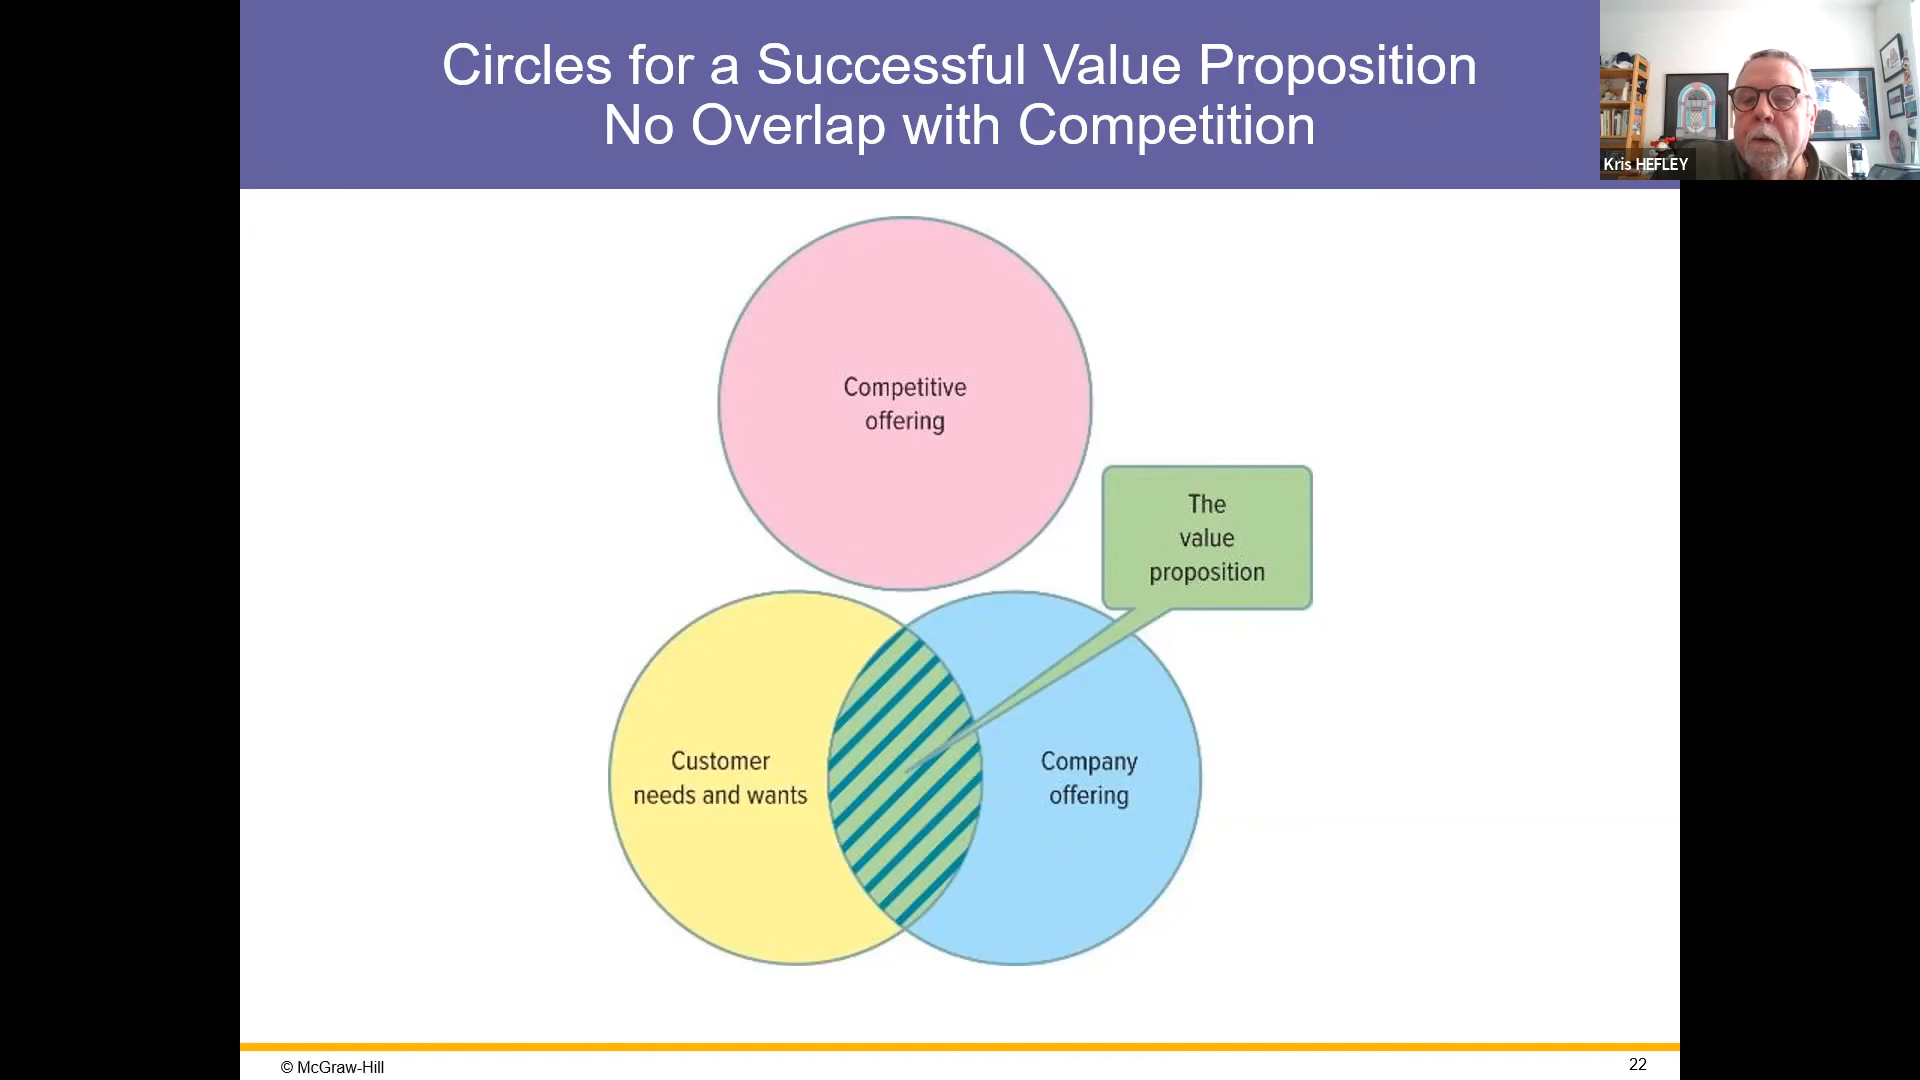 Circles for a Successful Value Proposition
No Overlap with Competition
Kris HEFLEY
Competitive
offering
The
value
proposition
Customer
needs and wants
Company
offering
© McGraw-Hill
22